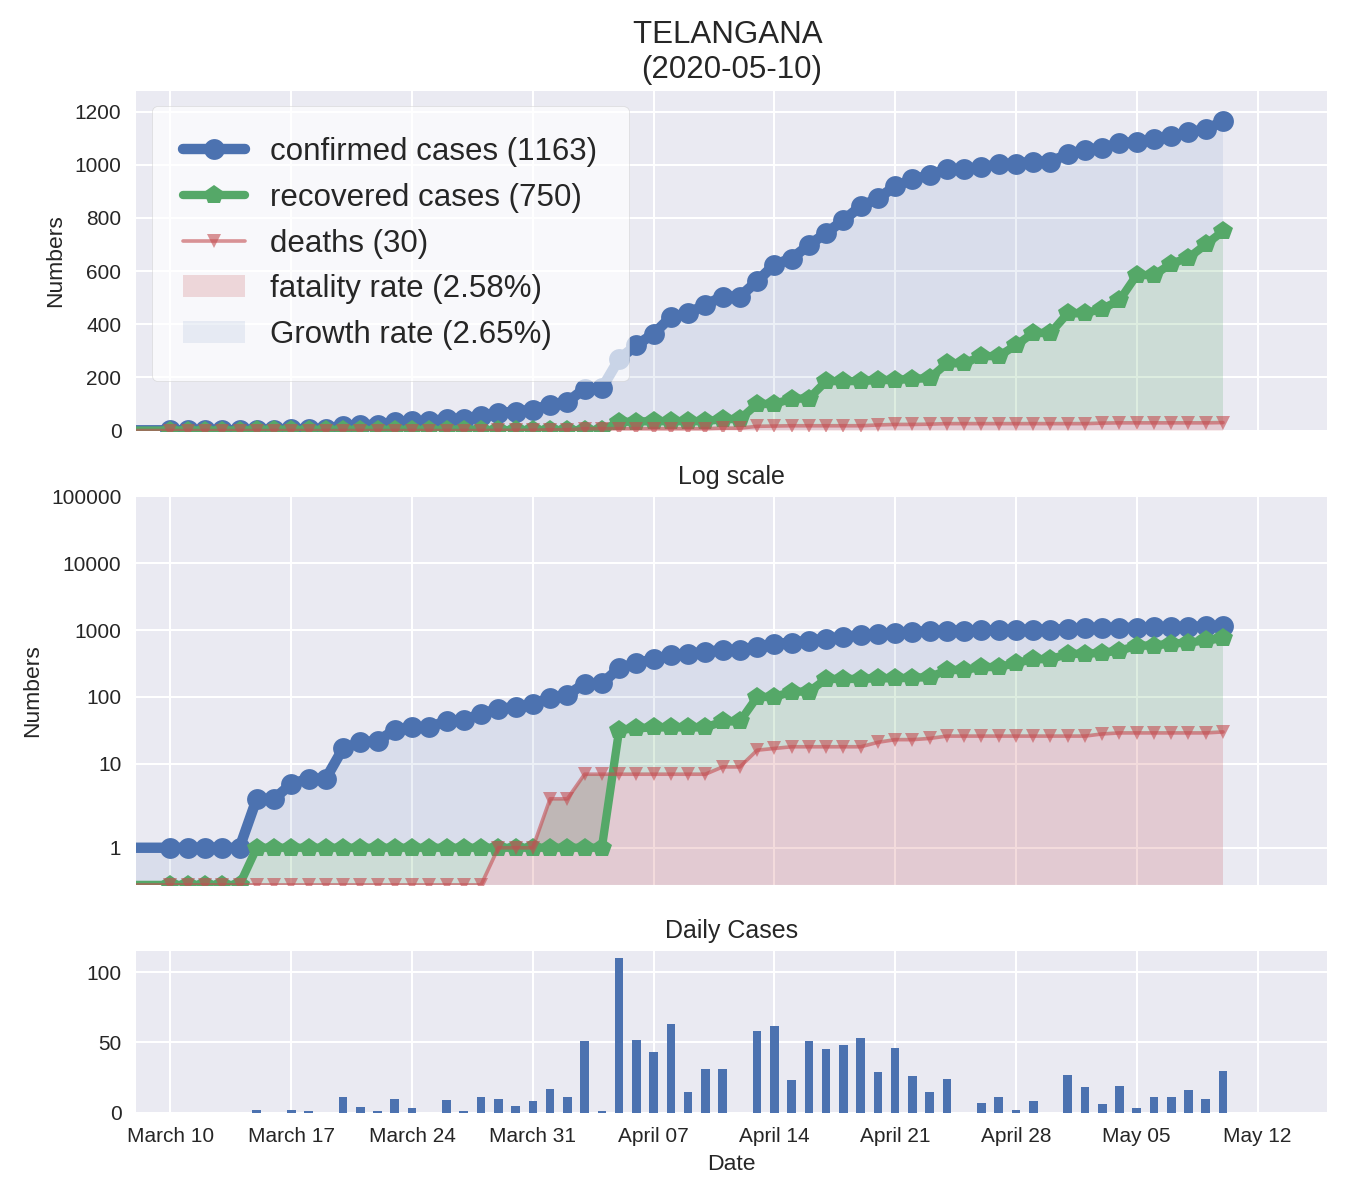 TELANGANA
(2020-05-10)
1200
1000
800
600
400
200
0
Numbers
confirmed cases (1163)
recovered cases (750)
deaths (30)
fatality rate (2.58%)
Growth rate (2.65%)
Log scale
100000
10000
1000
100
10
1
Numbers
Daily Cases
100
50
0
March 10 March 17 March 24 March 31 April 07 April 14 April 21 April 28 May 05 May 12
Date